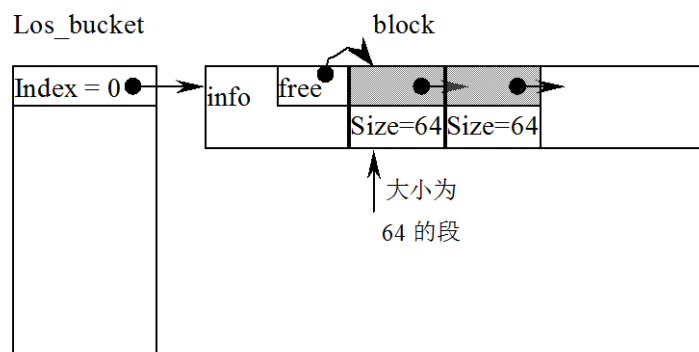 Los_bucket
block
Index = 0
info
free
Size=64
Size=64
大小为
64 的段